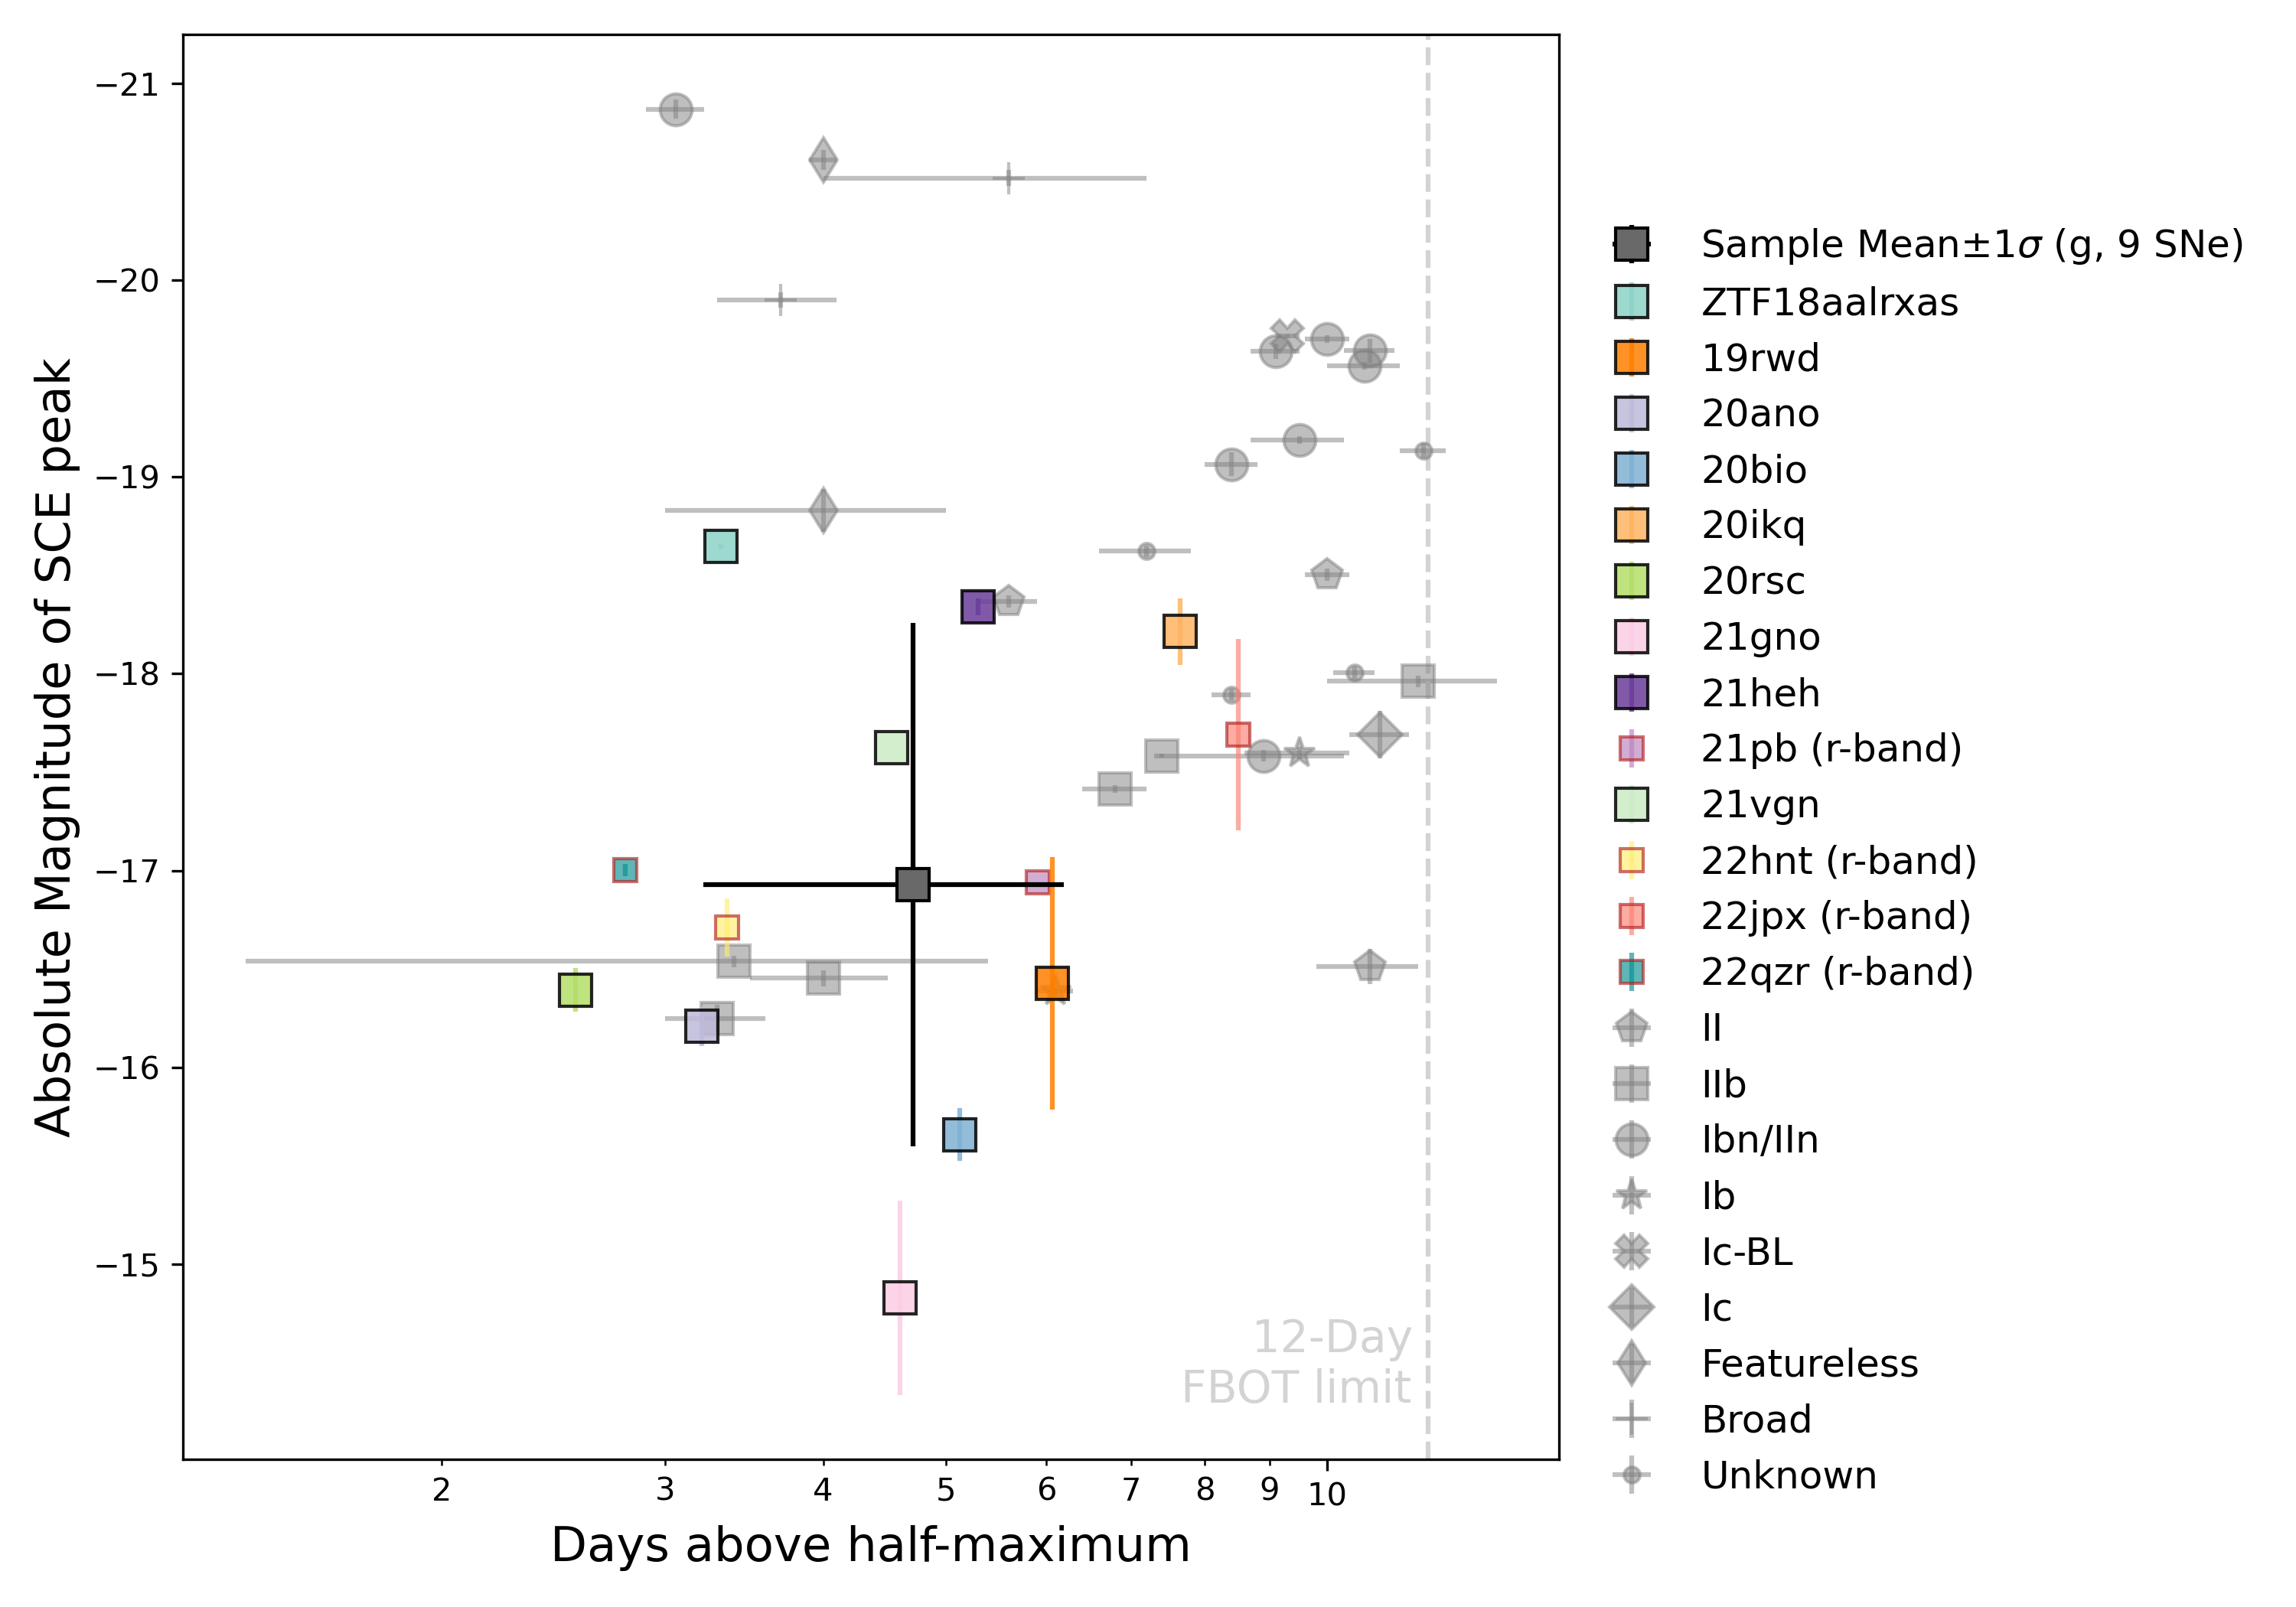 −21
−20
−19
−18
−17
−16
−15
Absolute Magnitude of SCE peak
2
3
4
5
6
7
8
9
10
Days above half-maximum
12-Day
FBOT limit
Sample Mean±1σ (g, 9 SNe)
ZTF18aalrxas
19rwd
20ano
20bio
20ikq
20rsc
21gno
21heh
21pb (r-band)
21vgn
22hnt (r-band)
22jpx (r-band)
22qzr (r-band)
II
IIb
Ibn/IIn
Ib
Ic-BL
Ic
Featureless
Broad
Unknown